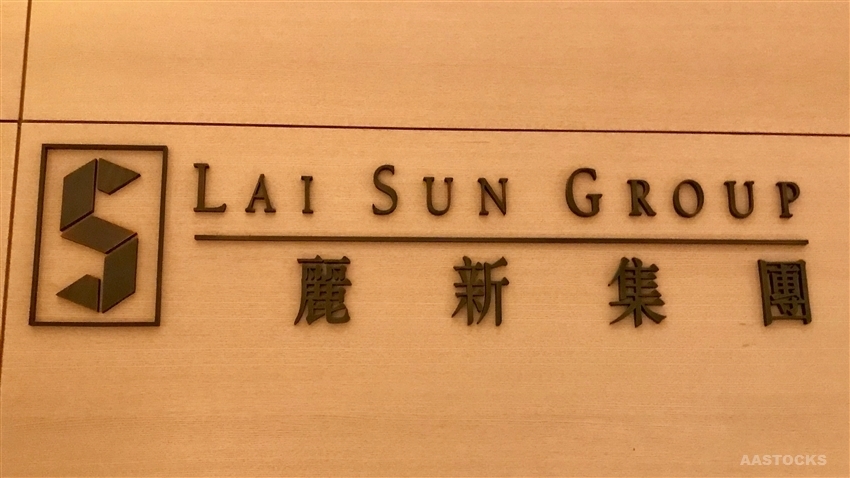 LAI SUN GROUP
麗新集團
AASTOCKS